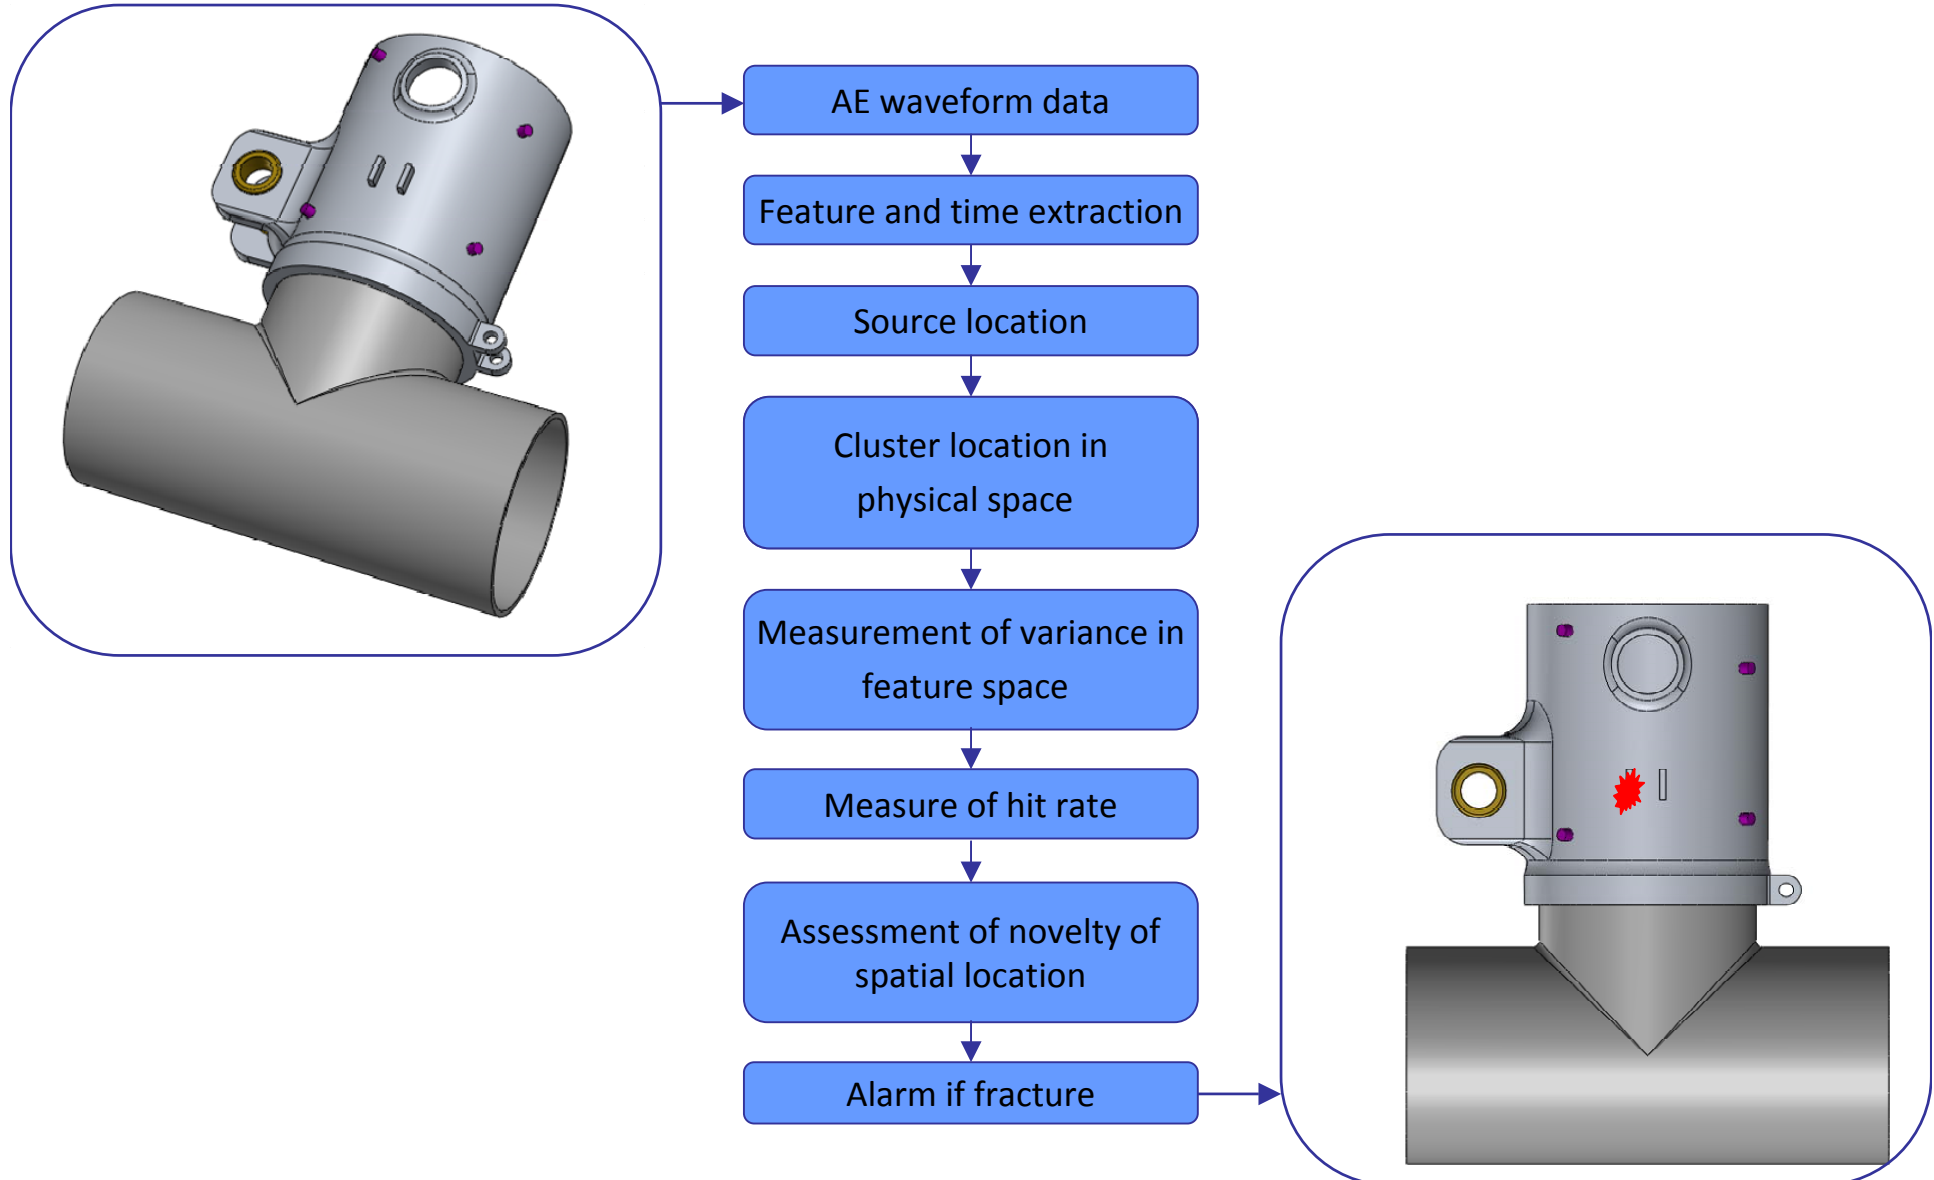 AE waveform data
Feature and time extraction
Source location
Cluster location in
physical space
Measurement of variance in
feature space
Measure of hit rate
Assessment of novelty of
spatial location
Alarm if fracture